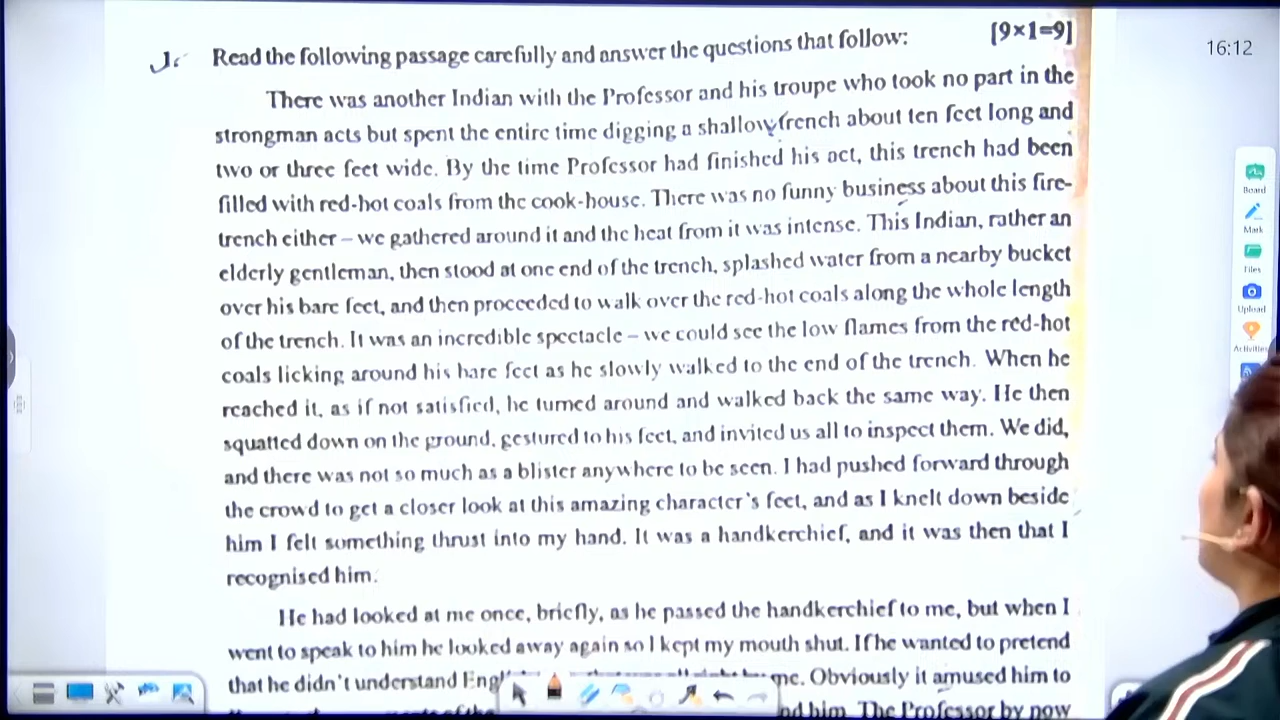 1. Read the following passage carefully and answer the questions that follow: [9×1=9]
16:12
There was another Indian with the Professor and his troupe who took no part in the
strongman acts but spent the entire time digging a shallow trench about ten feet long and
two or three feet wide. By the time Professor had finished his act, this trench had been
filled with red-hot coals from the cook-house. There was no funny business about this fire-
trench either – we gathered around it and the heat from it was intense. This Indian, rather an
elderly gentleman, then stood at one end of the trench, splashed water from a nearby bucket
over his bare feet, and then proceeded to walk over the red-hot coals along the whole length
of the trench. It was an incredible spectacle – we could see the low flames from the red-hot
coals licking around his bare feet as he slowly walked to the end of the trench. When he
reached it, as if not satisfied, he turned around and walked back the same way. He then
squatted down on the ground, gestured to his feet, and invited us all to inspect them. We did,
and there was not so much as a blister anywhere to be seen. I had pushed forward through
the crowd to get a closer look at this amazing character's feet, and as I knelt down beside
him I felt something thrust into my hand. It was a handkerchief, and it was then that I
recognised him.
He had looked at me once, briefly, as he passed the handkerchief to me, but when I
went to speak to him he looked away again so I kept my mouth shut. If he wanted to pretend
that he didn't understand me. Obviously it amused him to
him. The Professor by now
Board
Mark
Files
Upload
Activities